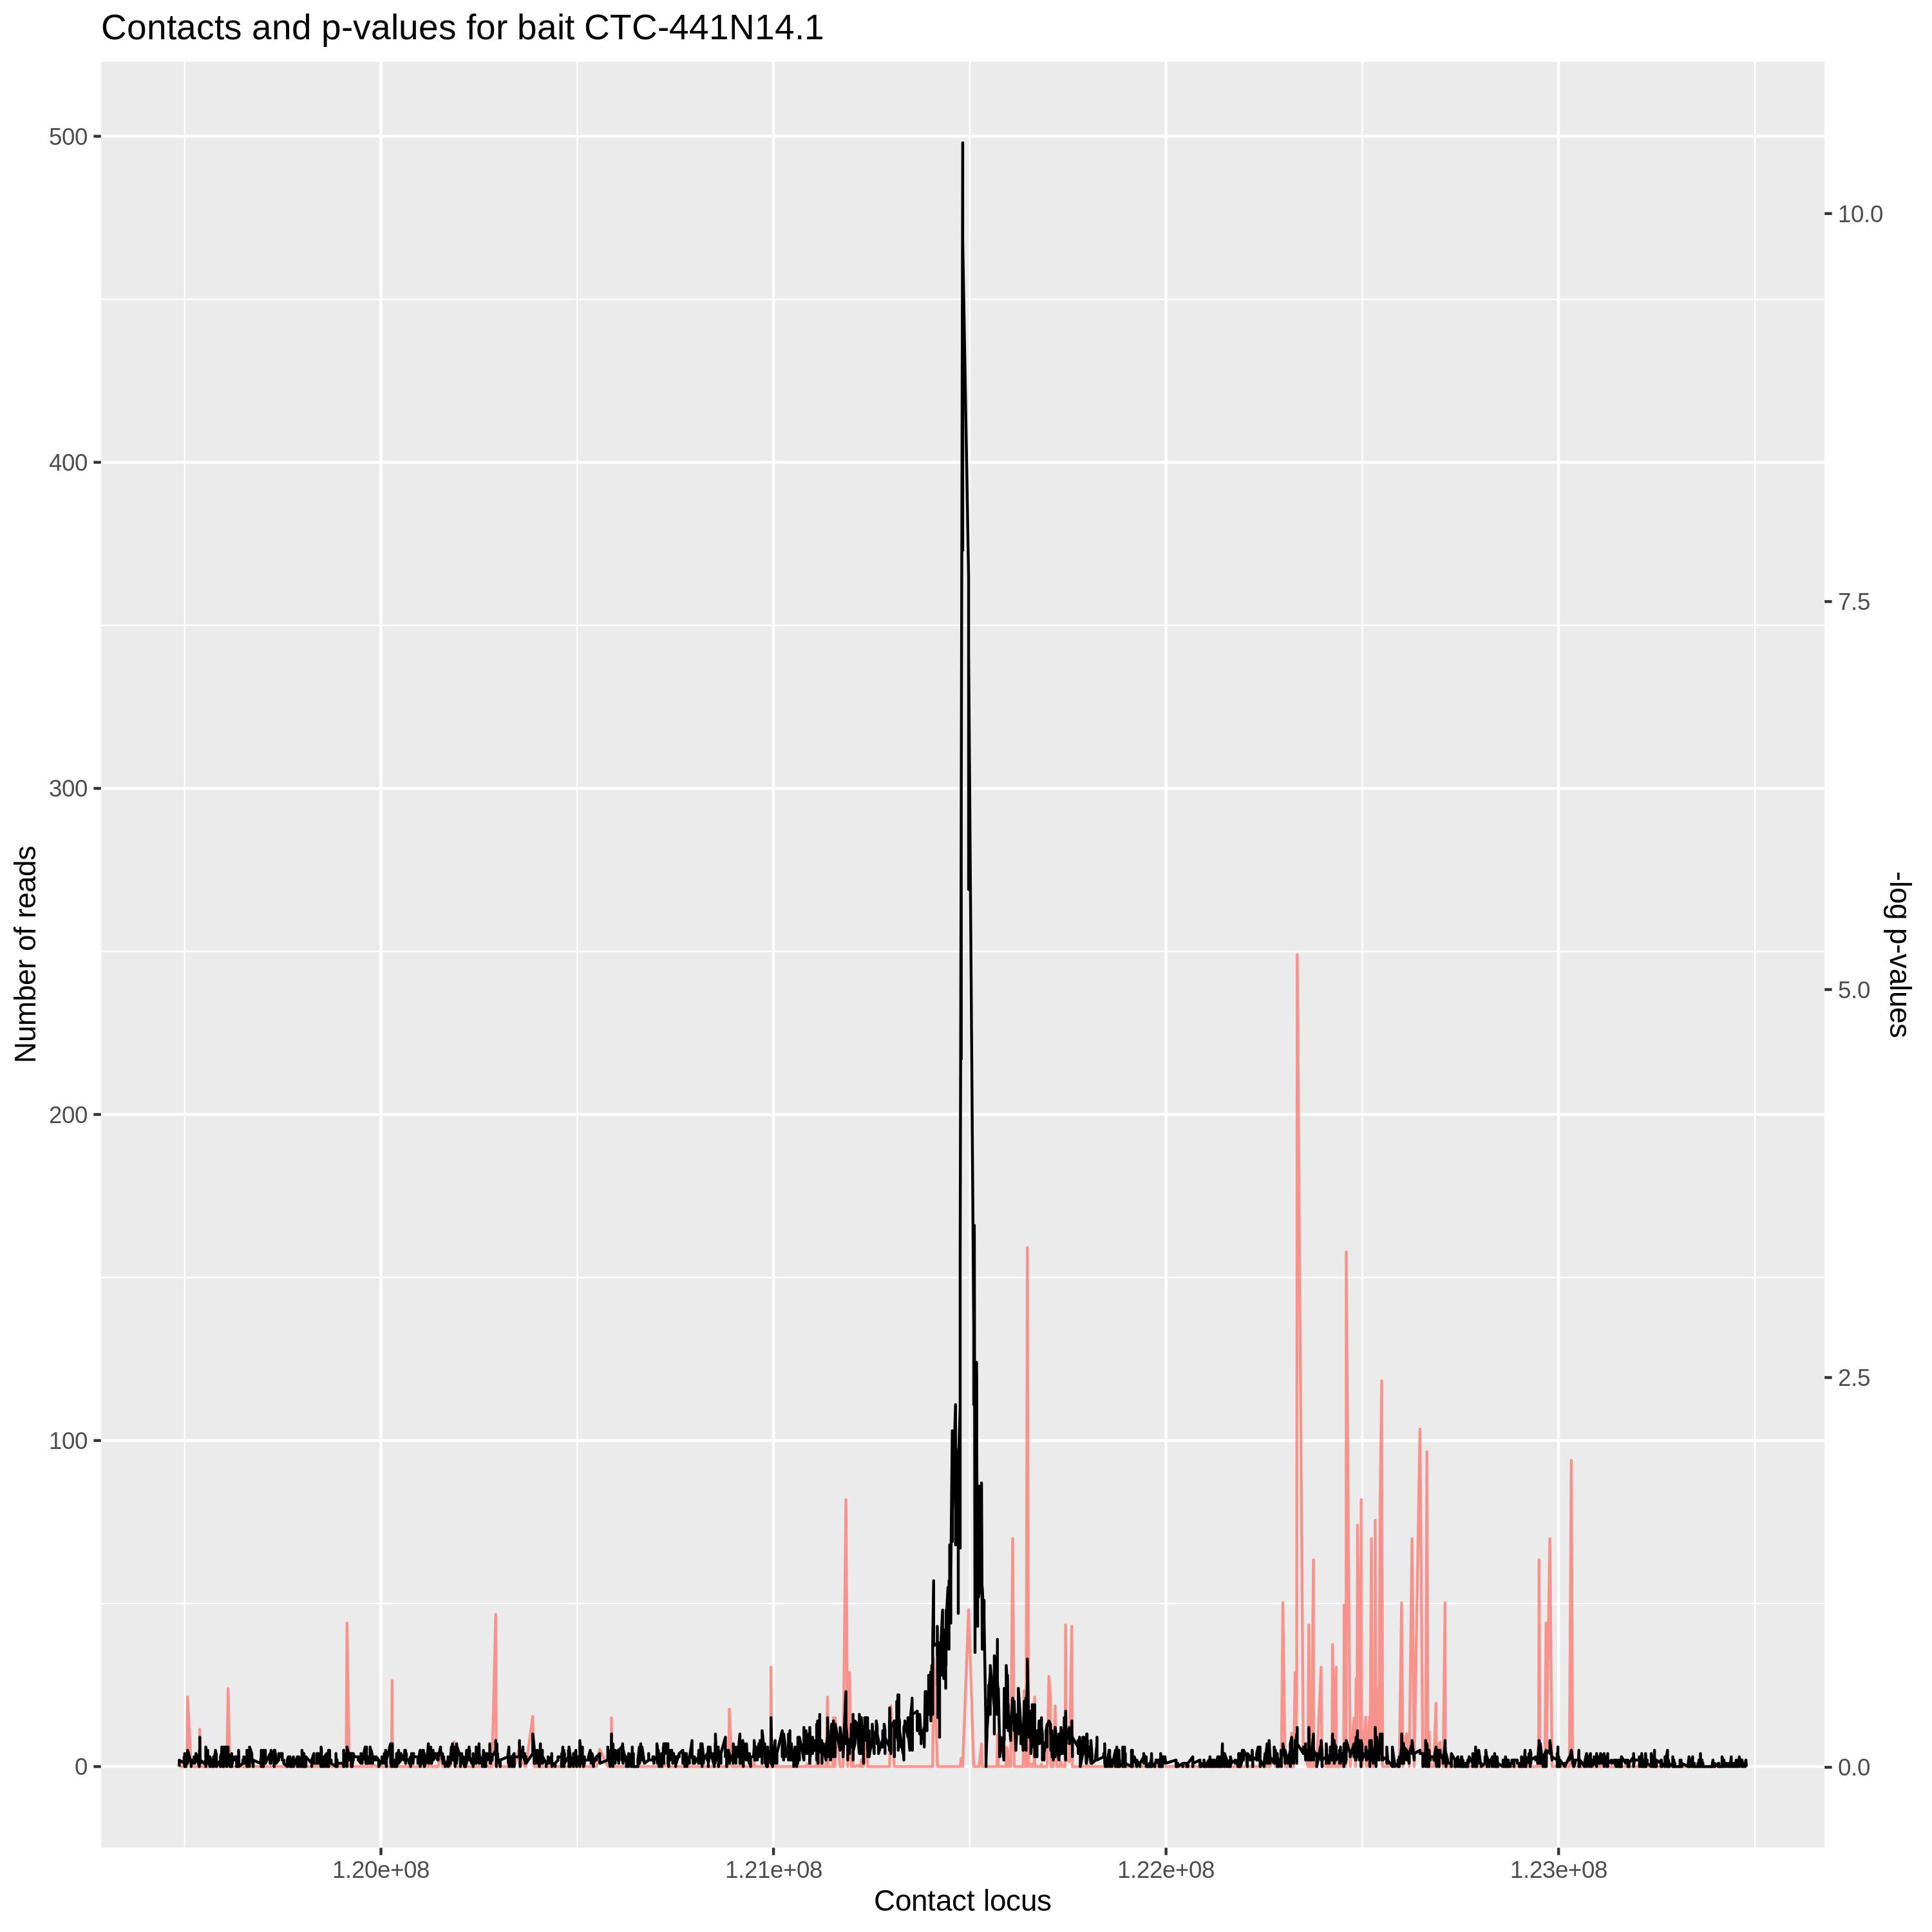 Contacts and p-values for bait CTC-441N14.1
500
400
300
200
100
0
Number of reads
10.0
7.5
5.0
2.5
0.0
-log p-values
1.20e+08 1.21e+08 1.22e+08 1.23e+08
Contact locus